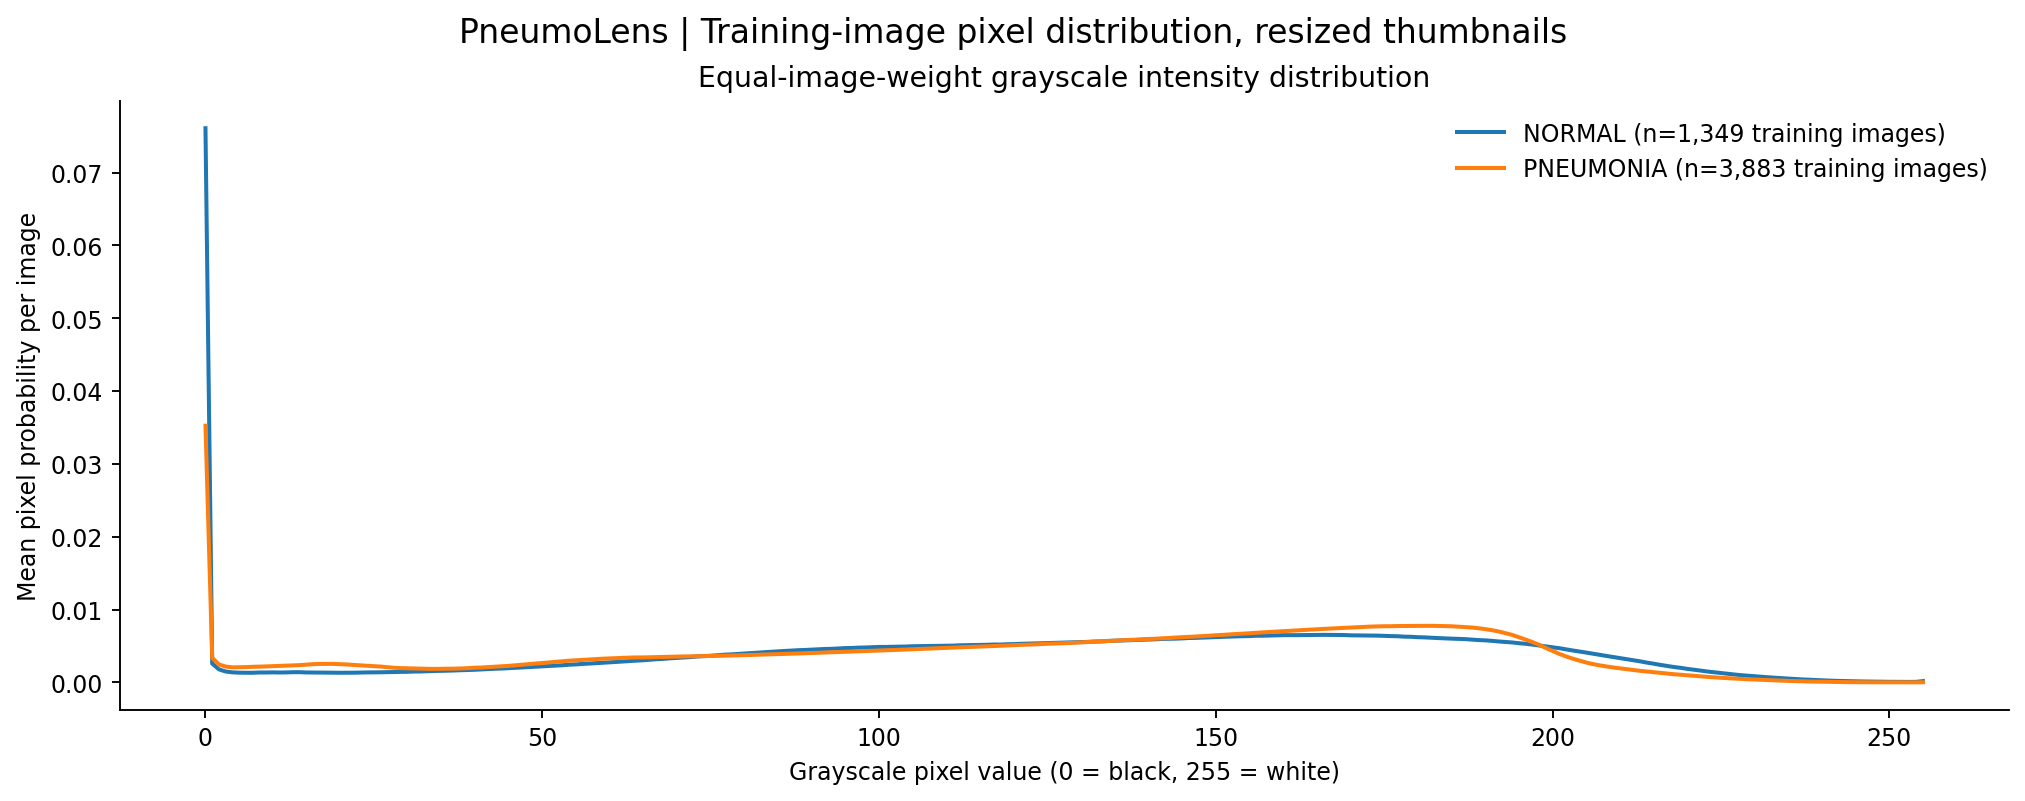 PneumoLens | Training-image pixel distribution, resized thumbnails
Equal-image-weight grayscale intensity distribution
NORMAL (n=1,349 training images)
PNEUMONIA (n=3,883 training images)
Mean pixel probability per image
0.07
0.06
0.05
0.04
0.03
0.02
0.01
0.00
0 50 100 150 200 250
Grayscale pixel value (0 = black, 255 = white)